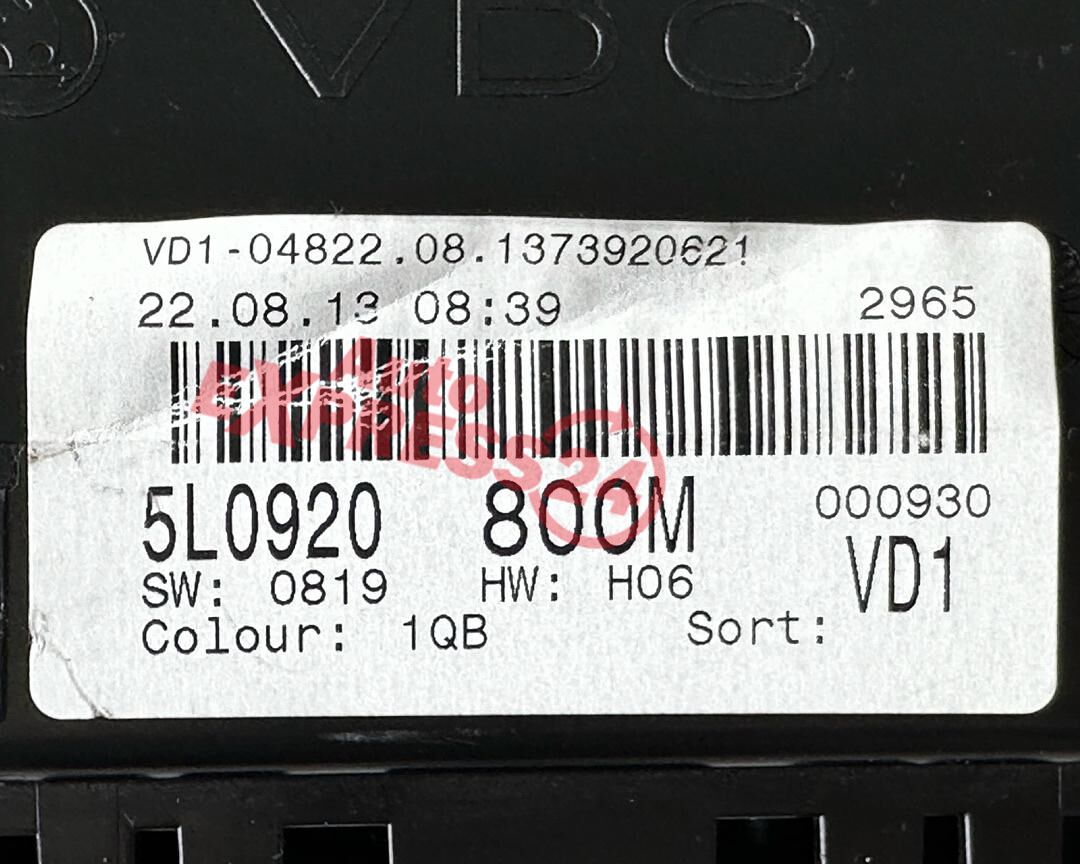 VDO
VD1-04822.08.1373920621
22.08.13 08:39 2965
Auto
EXPRESS24
5L0920 800M 000930
SW: 0819 HW: H06 VD1
Colour: 1QB Sort: